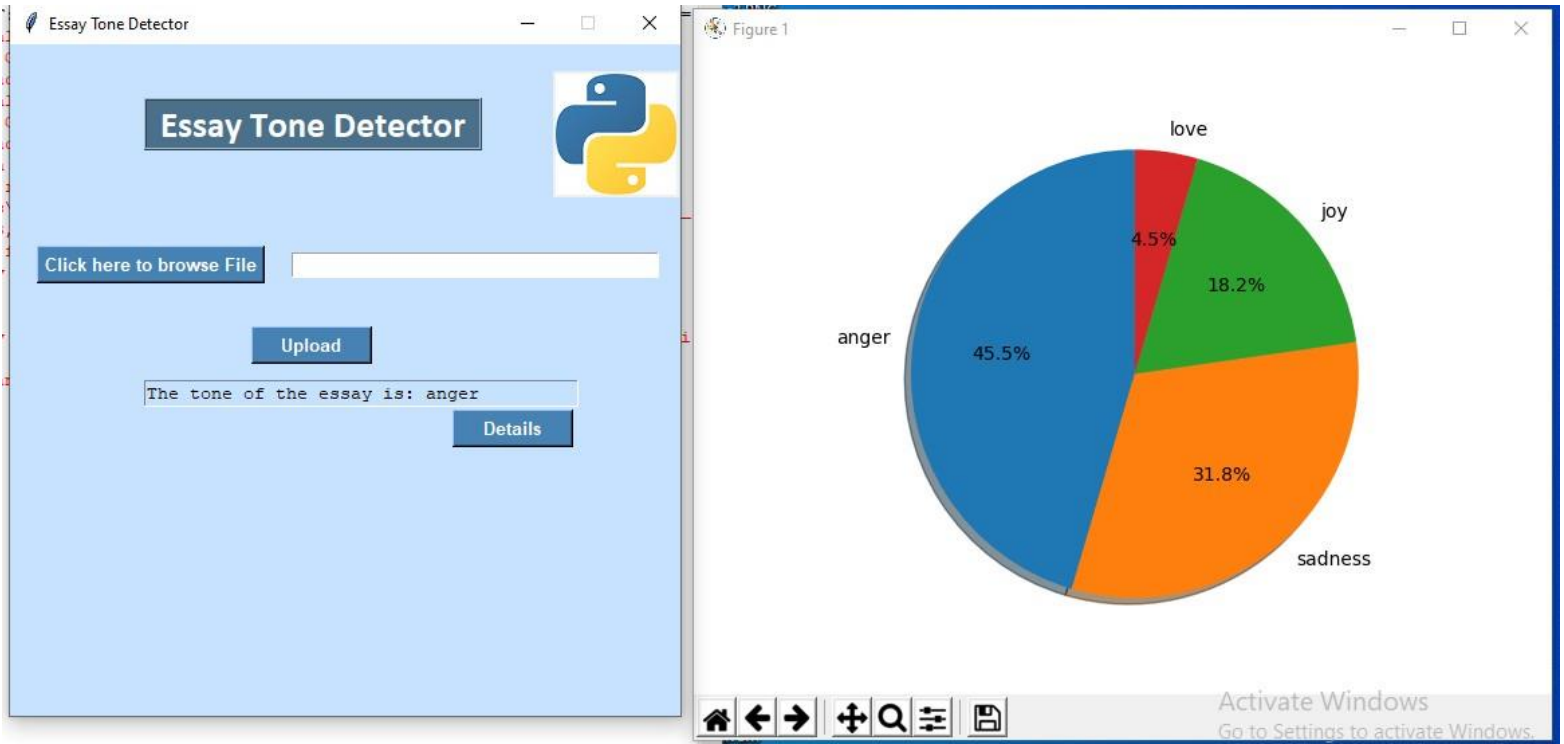 Essay Tone Detector
Essay Tone Detector
Click here to browse File
Upload
The tone of the essay is: anger
Details
Figure 1
love
joy
4.5%
18.2%
anger
45.5%
31.8%
sadness
Activate Windows
Go to Settings to activate Windows.